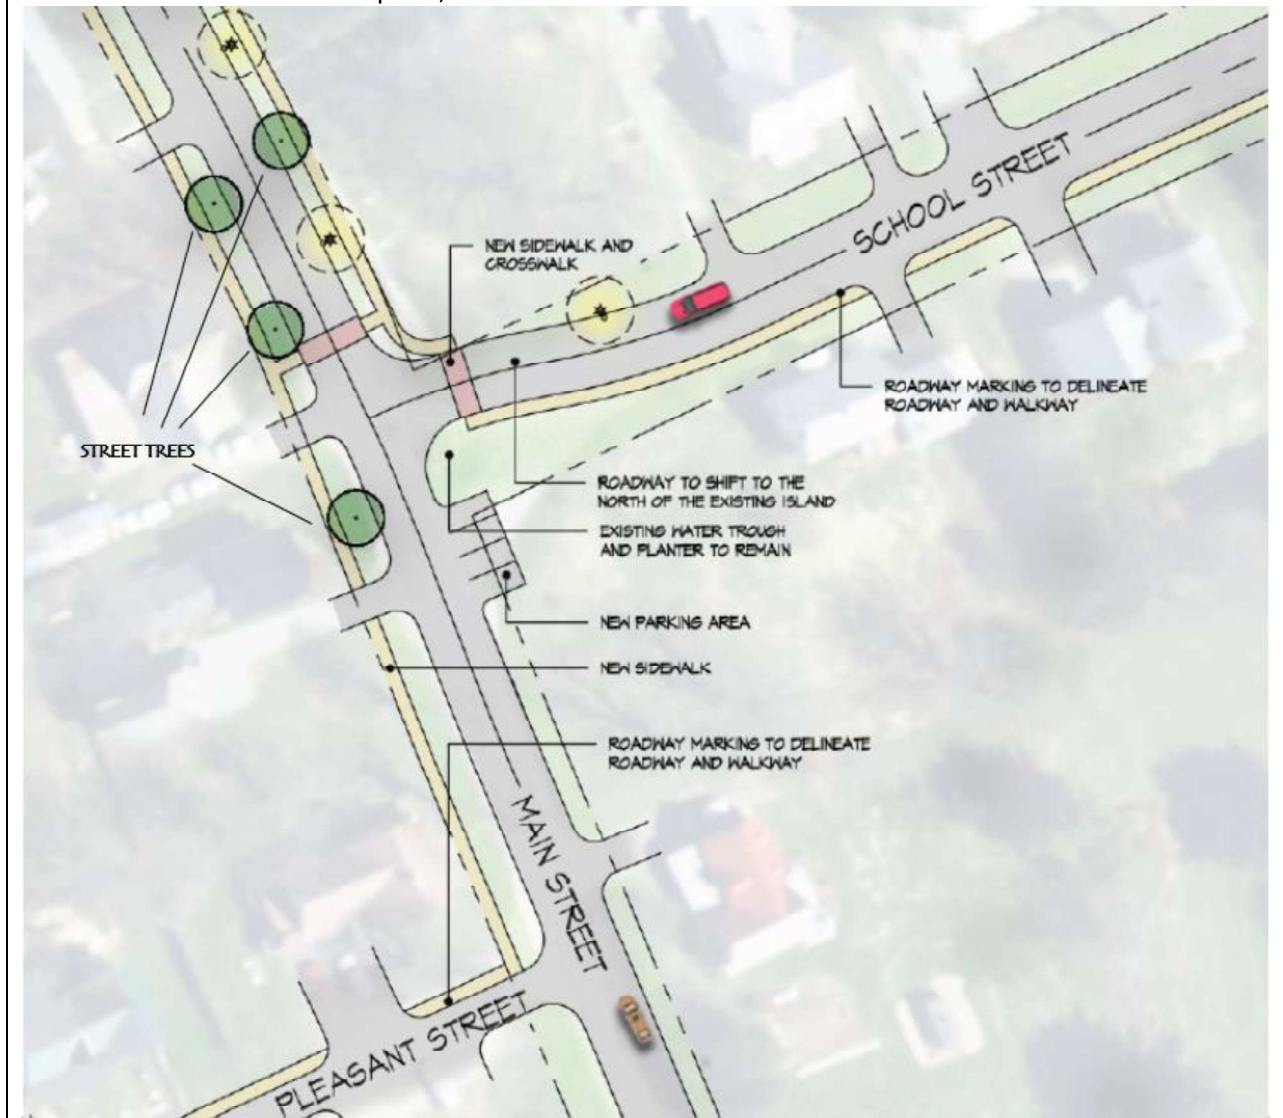 SCHOOL STREET
NEW SIDEWALK AND
CROSSWALK
ROADWAY MARKING TO DELINEATE
ROADWAY AND WALKWAY
STREET TREES
ROADWAY TO SHIFT TO THE
NORTH OF THE EXISTING ISLAND
EXISTING WATER TROUGH
AND PLANTER TO REMAIN
NEW PARKING AREA
NEW SIDEWALK
ROADWAY MARKING TO DELINEATE
ROADWAY AND WALKWAY
MAIN STREET
PLEASANT STREET